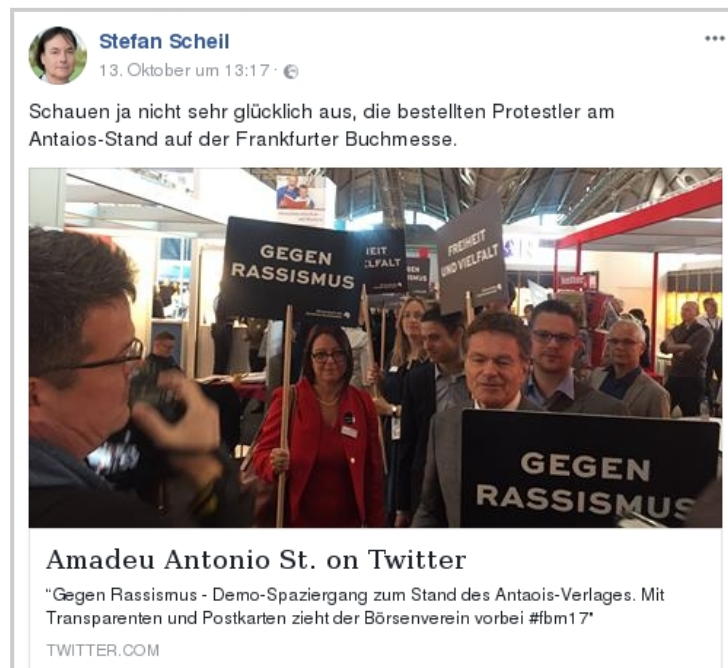 Stefan Scheil
13. Oktober um 13:17 ·
Schauen ja nicht sehr glücklich aus, die bestellten Protestler am
Antaios-Stand auf der Frankfurter Buchmesse.
GEGEN
RASSISMUS
FREIHEIT
UND VIELFALT
GEGEN
RASSISMUS
Amadeu Antonio St. on Twitter
“Gegen Rassismus - Demo-Spaziergang zum Stand des Antaois-Verlages. Mit
Transparenten und Postkarten zieht der Börsenverein vorbei #fbm17"
TWITTER.COM